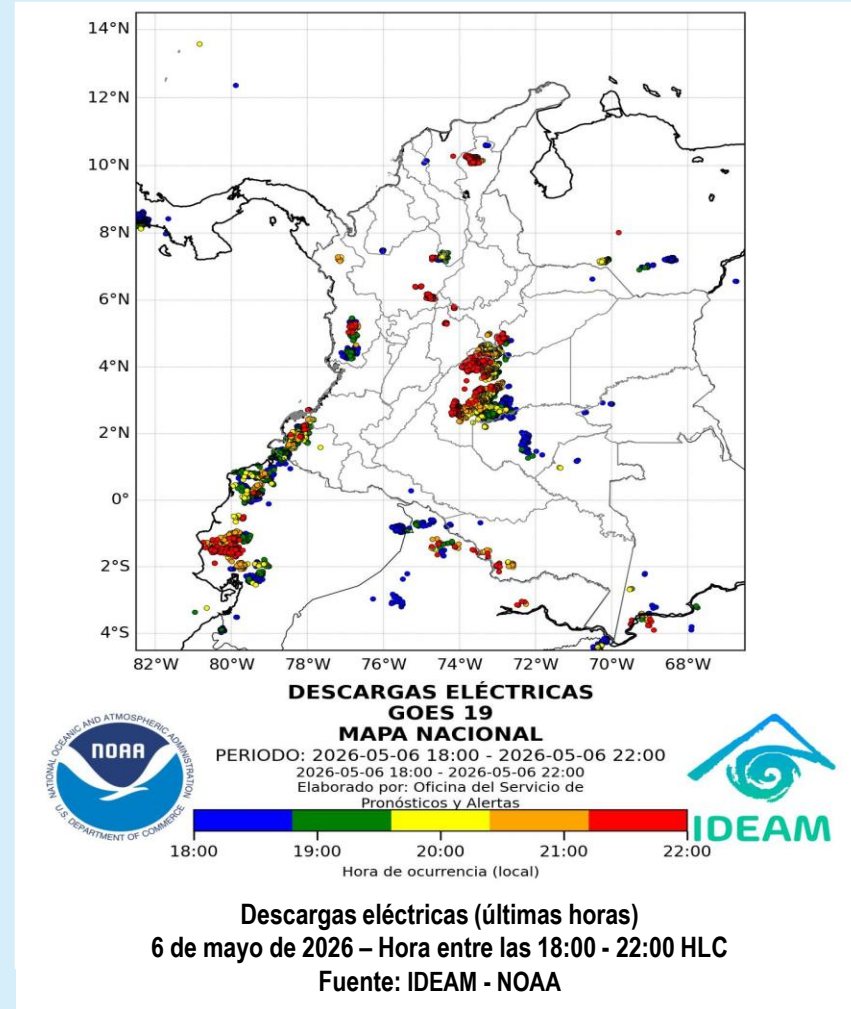 14°N
12°N
10°N
8°N
6°N
4°N
2°N
0°
2°S
4°S
82°W 80°W 78°W 76°W 74°W 72°W 70°W 68°W
DESCARGAS ELÉCTRICAS
GOES 19
MAPA NACIONAL
PERIODO: 2026-05-06 18:00 - 2026-05-06 22:00
2026-05-06 18:00 - 2026-05-06 22:00
Elaborado por: Oficina del Servicio de
Pronósticos y Alertas
NATIONAL OCEANIC AND ATMOSPHERIC ADMINISTRATION
NOAA
U.S. DEPARTMENT OF COMMERCE
IDEAM
18:00 19:00 20:00 21:00 22:00
Hora de ocurrencia (local)
Descargas eléctricas (últimas horas)
6 de mayo de 2026 – Hora entre las 18:00 - 22:00 HLC
Fuente: IDEAM - NOAA